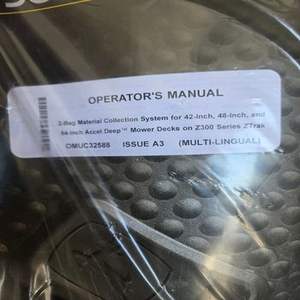 OPERATOR'S MANUAL
2-Bag Material Collection System for 42-Inch, 48-Inch, and
54-Inch Accel Deep™ Mower Decks on Z300 Series ZTrak
OMUC32588 ISSUE A3 (MULTI-LINGUAL)